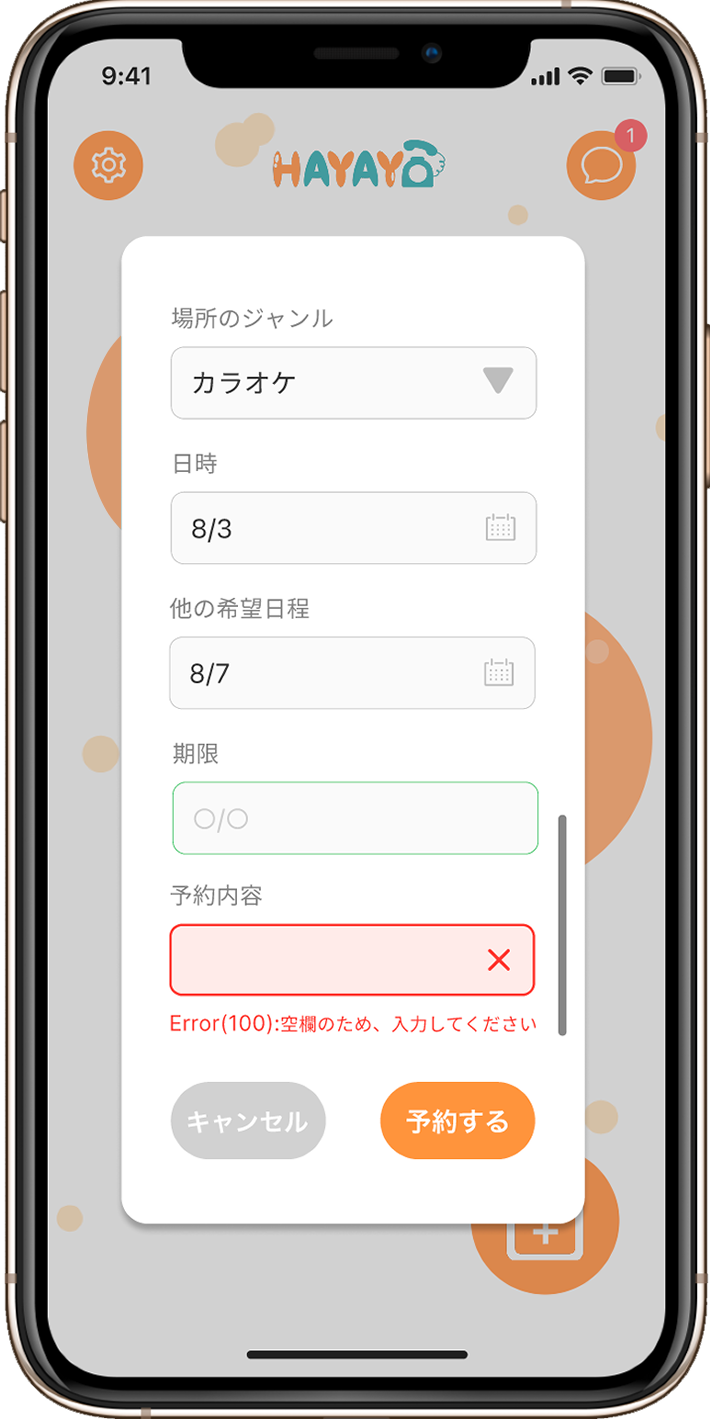 9:41
HAYAYO
1
場所のジャンル
カラオケ
日時
8/3
他の希望日程
8/7
期限
○/○
予約内容
Error(100):空欄のため、入力してください
キャンセル
予約する